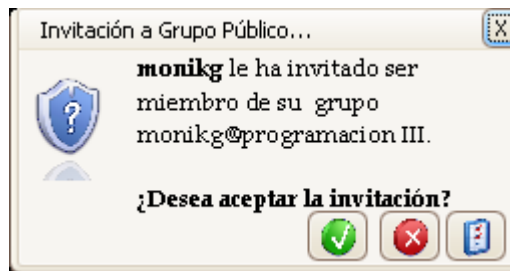 Invitación a Grupo Público...
monikg le ha invitado ser
miembro de su grupo
monikg@programacion III.
¿Desea aceptar la invitación?